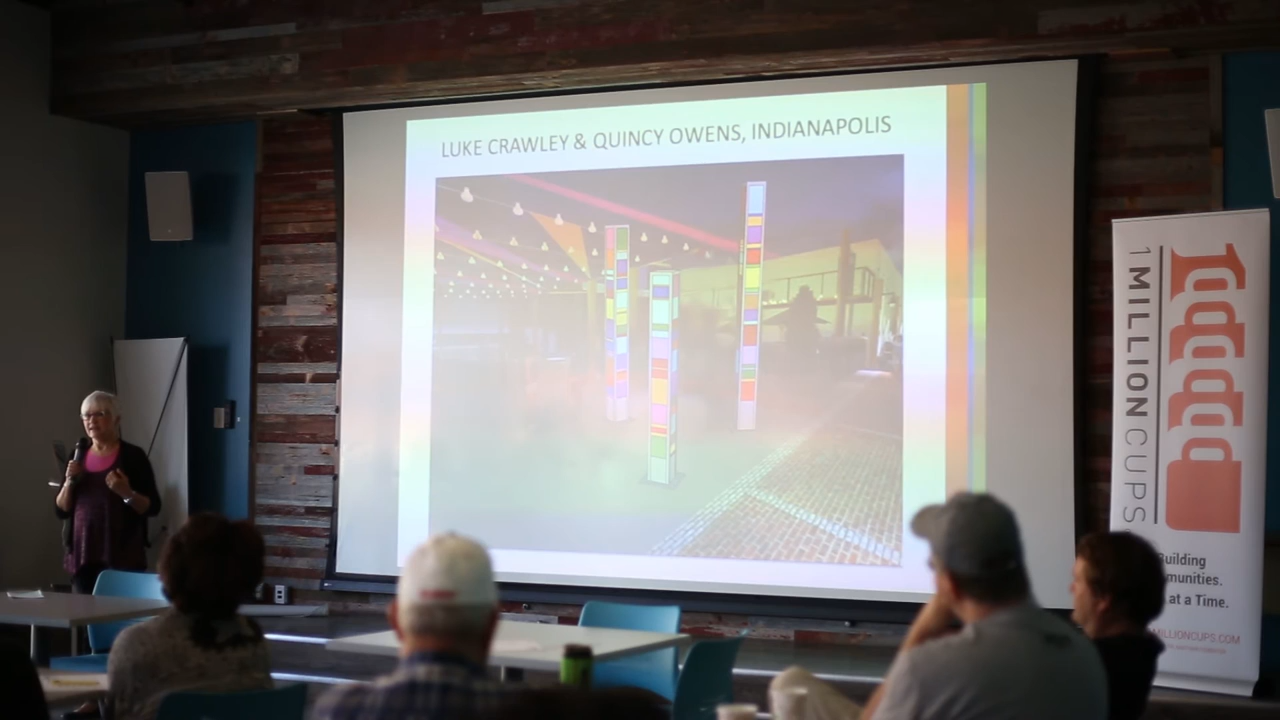 LUKE CRAWLEY & QUINCY OWENS, INDIANAPOLIS
1 MILLION CUPS
Building
munities.
at a Time.
MILLIONCUPS.COM